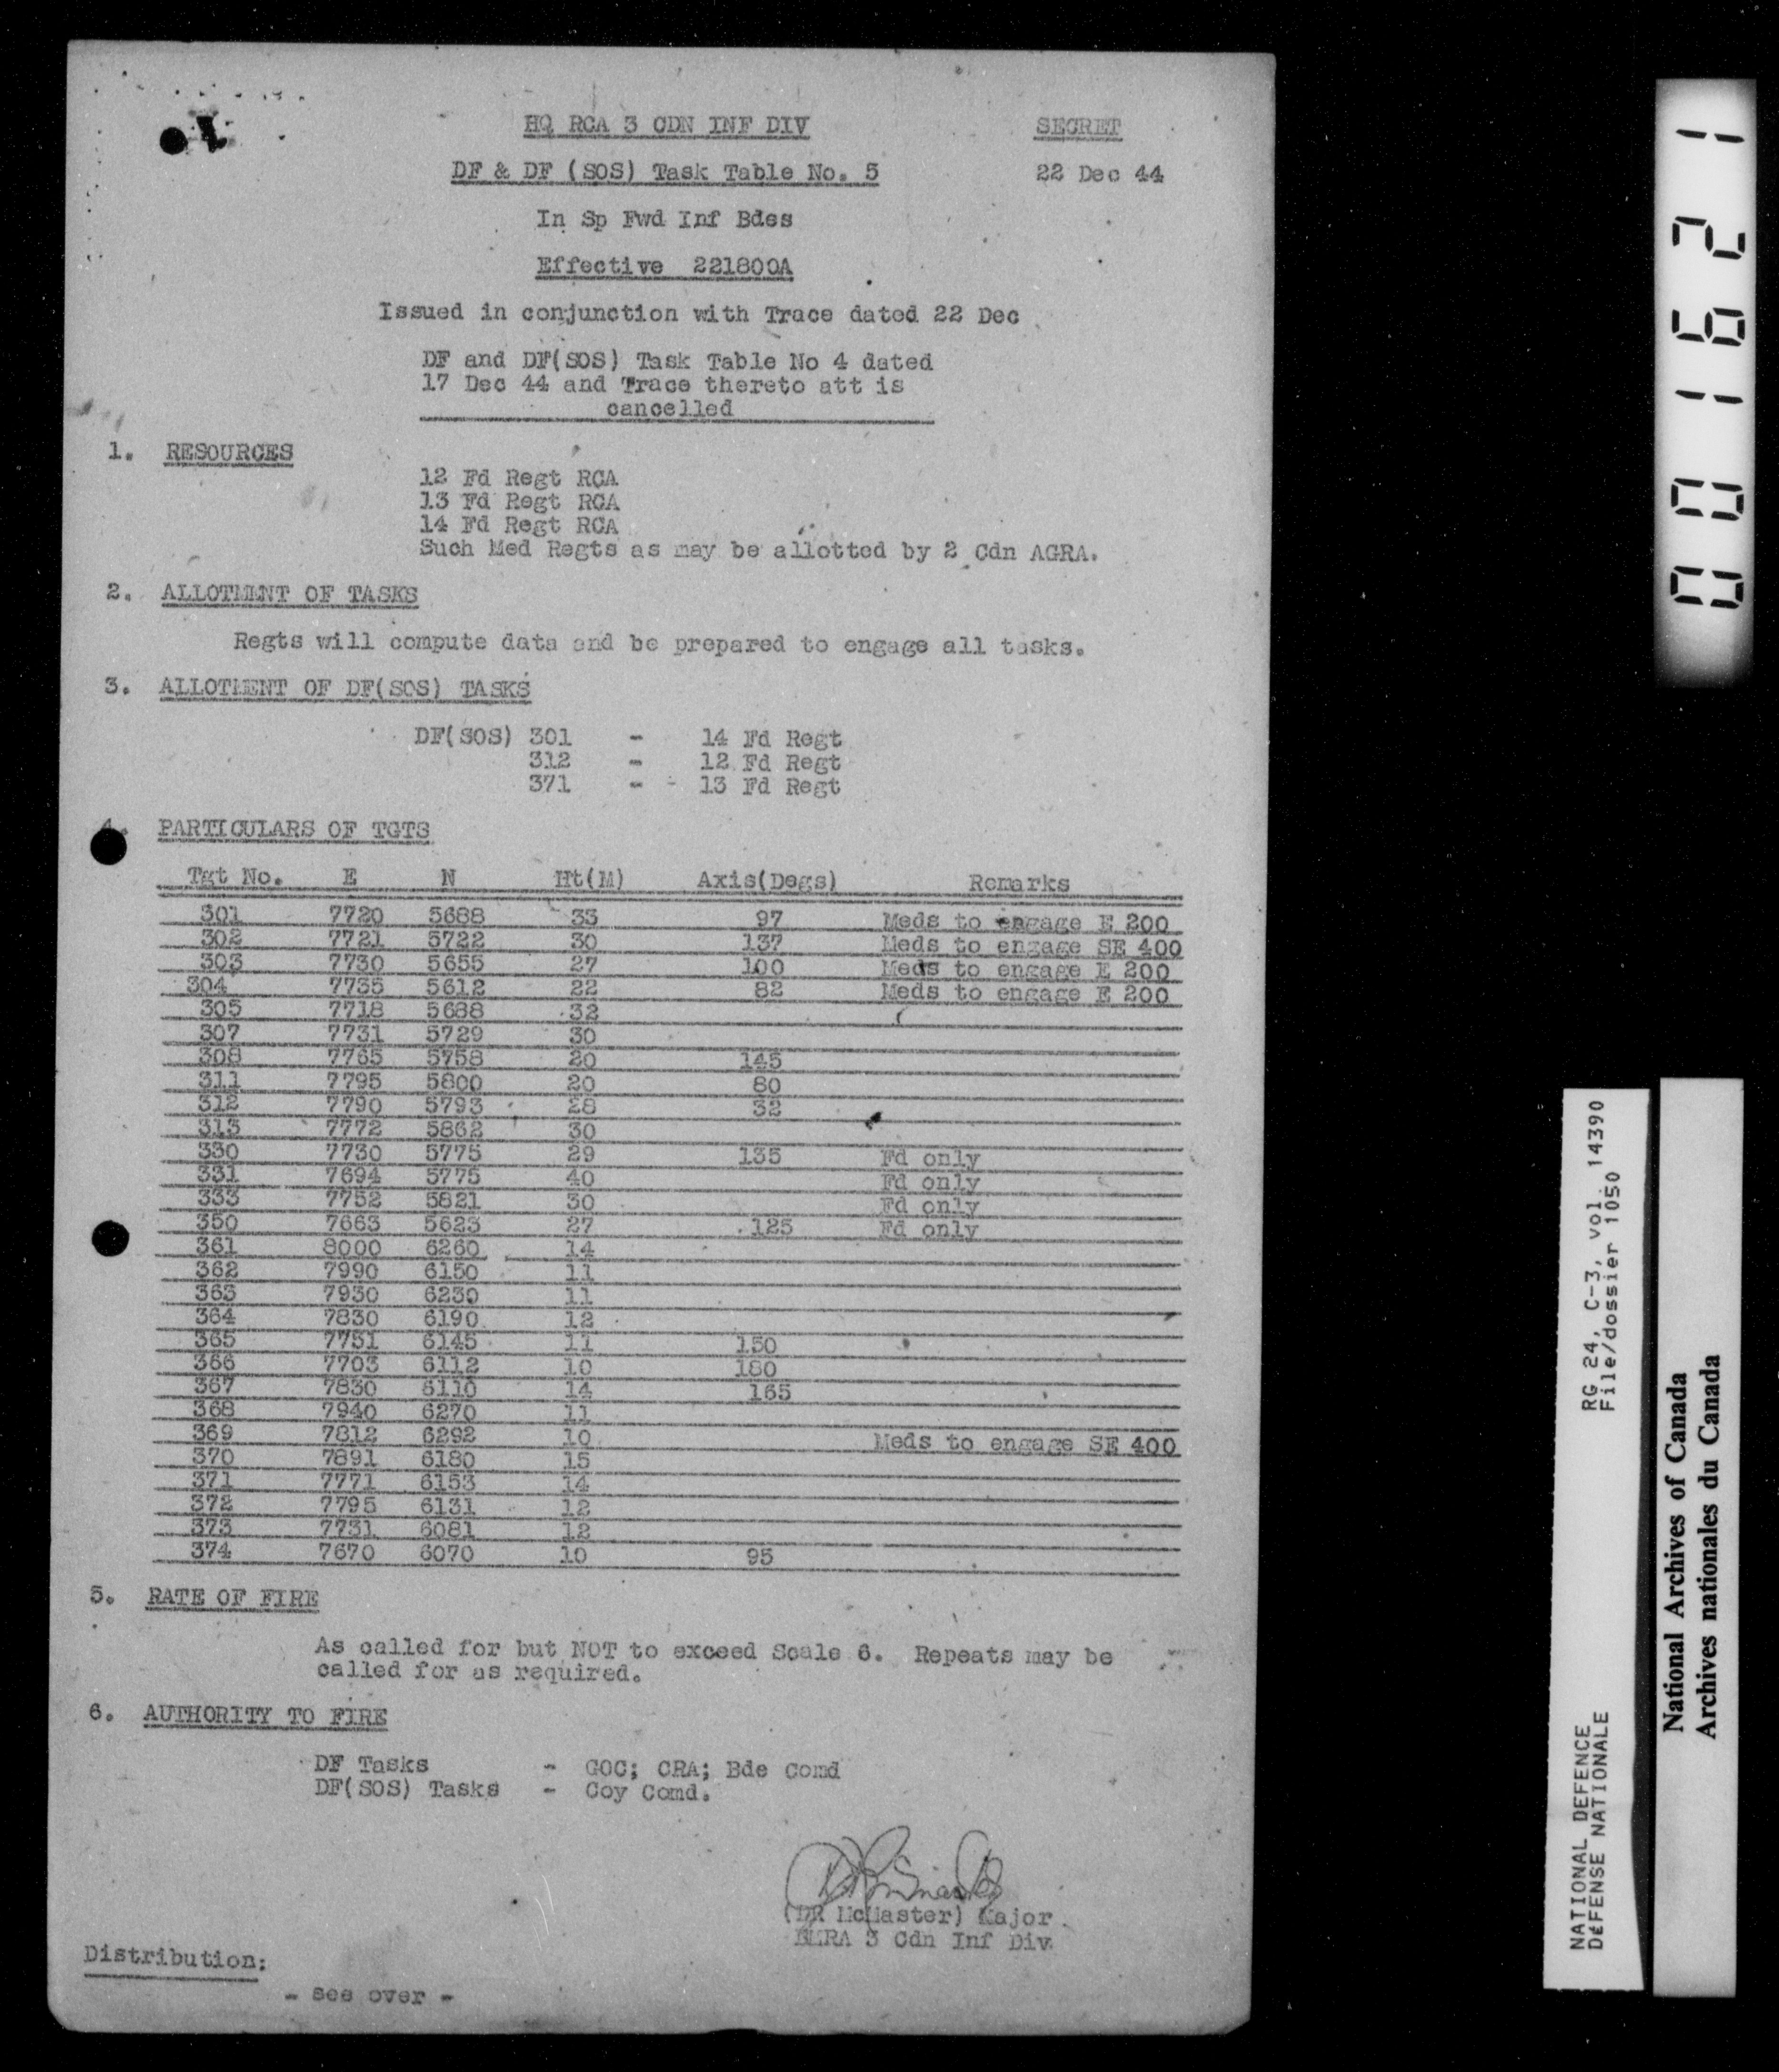 HQ RCA 3 CDN INF DIV SECRET
DF & DF (SOS) Task Table No. 5 22 Dec 44
In Sp Fwd Inf Bdes
Effective 221800A
Issued in conjunction with Trace dated 22 Dec
DF and DF(SOS) Task Table No 4 dated
17 Dec 44 and Trace thereto att is
cancelled
1. RESOURCES
12 Fd Regt RCA
13 Fd Regt RCA
14 Fd Regt RCA
Such Med Regts as may be allotted by 2 Cdn AGRA.
2. ALLOTMENT OF TASKS
Regts will compute data and be prepared to engage all tasks.
3. ALLOTMENT OF DF(SOS) TASKS
DF(SOS) 301 - 14 Fd Regt
312 - 12 Fd Regt
371 - 13 Fd Regt
4. PARTICULARS OF TGTS
Tgt No. E N Ht(M) Axis(Degs) Remarks
301 7720 5688 33 97 Meds to engage E 200
302 7721 5722 30 137 Meds to engage SE 400
303 7730 5655 27 100 Meds to engage E 200
304 7735 5612 22 82 Meds to engage E 200
305 7718 5688 32
307 7731 5729 30
308 7765 5758 20 145
311 7795 5800 20 80
312 7790 5793 28 32
313 7772 5862 30
330 7730 5775 29 135 Fd only
331 7694 5775 40 Fd only
333 7752 5821 30 Fd only
350 7663 5623 27 125 Fd only
361 8000 6260 14
362 7990 6150 11
363 7930 6230 11
364 7830 6190 12
365 7751 6145 11 150
366 7703 6112 10 180
367 7830 6110 14 165
368 7940 6270 11
369 7812 6292 10 Meds to engage SE 400
370 7891 6180 15
371 7771 6153 14
372 7795 6131 12
373 7731 6081 12
374 7670 6070 10 95
5. RATE OF FIRE
As called for but NOT to exceed Scale 6. Repeats may be
called for as required.
6. AUTHORITY TO FIRE
DF Tasks - GOC; CRA; Bde Comd
DF(SOS) Tasks - Coy Comd.
(DR McMaster) Major
BMRA 3 Cdn Inf Div
Distribution:
- see over -
001621
NATIONAL DEFENCE RG 24, C-3, vol. 14390
DÉFENSE NATIONALE File/dossier 1050
National Archives of Canada
Archives nationales du Canada